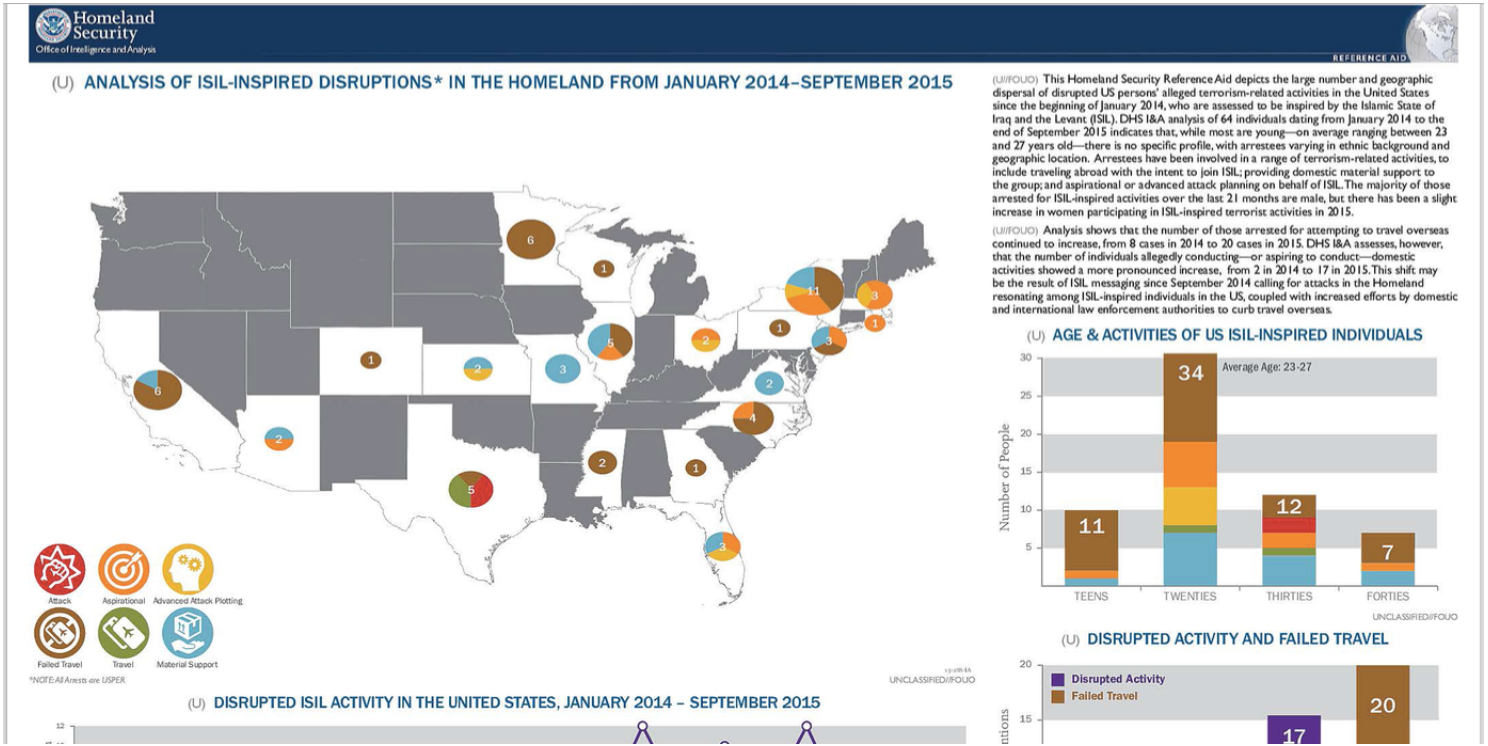 Homeland
Security
Office of Intelligence and Analysis
REFERENCE AID
(U) ANALYSIS OF ISIL-INSPIRED DISRUPTIONS* IN THE HOMELAND FROM JANUARY 2014–SEPTEMBER 2015
6
1
11
3
1
1
3
5
2
1
2
3
2
6
2
4
2
1
5
3
Attack
Aspirational
Advanced Attack Plotting
Failed Travel
Travel
Material Support
*NOTE: All Arrests are USPER
UNCLASSIFIED//FOUO
(U//FOUO) This Homeland Security Reference Aid depicts the large number and geographic
dispersal of disrupted US persons' alleged terrorism-related activities in the United States
since the beginning of January 2014, who are assessed to be inspired by the Islamic State of
Iraq and the Levant (ISIL). DHS I&A analysis of 64 individuals dating from January 2014 to the
end of September 2015 indicates that, while most are young—on average ranging between 23
and 27 years old—there is no specific profile, with arrestees varying in ethnic background and
geographic location. Arrestees have been involved in a range of terrorism-related activities, to
include traveling abroad with the intent to join ISIL; providing domestic material support to
the group; and aspirational or advanced attack planning on behalf of ISIL. The majority of those
arrested for ISIL-inspired activities over the last 21 months are male, but there has been a slight
increase in women participating in ISIL-inspired terrorist activities in 2015.
(U//FOUO) Analysis shows that the number of those arrested for attempting to travel overseas
continued to increase, from 8 cases in 2014 to 20 cases in 2015. DHS I&A assesses, however,
that the number of individuals allegedly conducting—or aspiring to conduct—domestic
activities showed a more pronounced increase, from 2 in 2014 to 17 in 2015. This shift may
be the result of ISIL messaging since September 2014 calling for attacks in the Homeland
resonating among ISIL-inspired individuals in the US, coupled with increased efforts by domestic
and international law enforcement authorities to curb travel overseas.
(U) AGE & ACTIVITIES OF US ISIL-INSPIRED INDIVIDUALS
Number of People
30
25
20
15
10
5
Average Age: 23-27
11
34
12
7
TEENS
TWENTIES
THIRTIES
FORTIES
UNCLASSIFIED//FOUO
(U) DISRUPTED ACTIVITY AND FAILED TRAVEL
20
15
Disrupted Activity
Failed Travel
17
20
(U) DISRUPTED ISIL ACTIVITY IN THE UNITED STATES, JANUARY 2014 – SEPTEMBER 2015
12